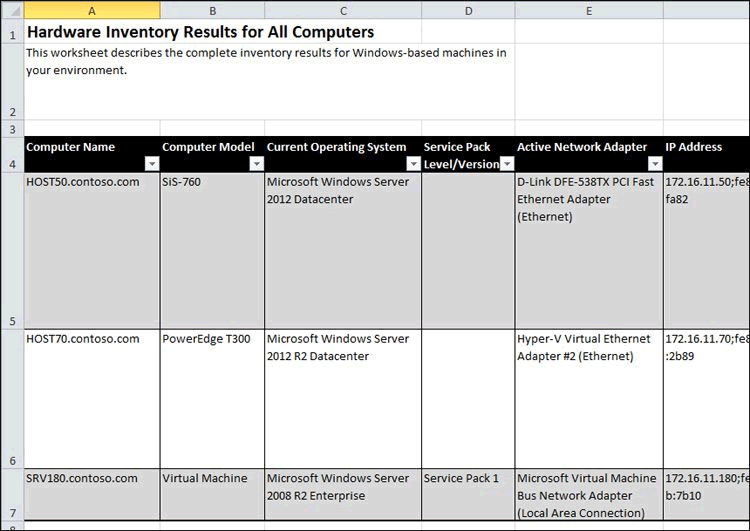 A B C D E
1 Hardware Inventory Results for All Computers
This worksheet describes the complete inventory results for Windows-based machines in
your environment.
2
3
Computer Name Computer Model Current Operating System Service Pack Active Network Adapter IP Address
4 Level/Version
HOST50.contoso.com SiS-760 Microsoft Windows Server D-Link DFE-538TX PCI Fast 172.16.11.50;fe8
2012 Datacenter Ethernet Adapter fa82
(Ethernet)
5
HOST70.contoso.com PowerEdge T300 Microsoft Windows Server Hyper-V Virtual Ethernet 172.16.11.70;fe8
2012 R2 Datacenter Adapter #2 (Ethernet) :2b89
6
SRV180.contoso.com Virtual Machine Microsoft Windows Server Service Pack 1 Microsoft Virtual Machine 172.16.11.180;fe
2008 R2 Enterprise Bus Network Adapter b:7b10
7 (Local Area Connection)